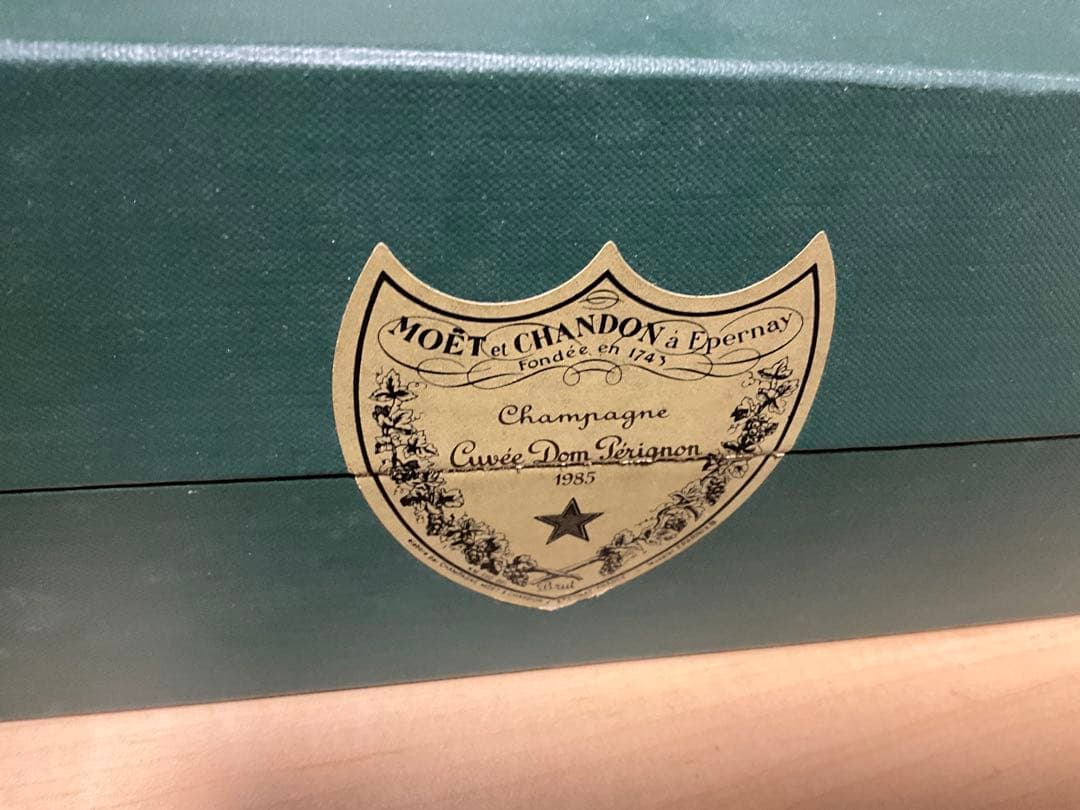 MOËT et CHANDON á Epernay
Fondée en 1743
Champagne
Cuvée Dom Pérignon
1985
Brut